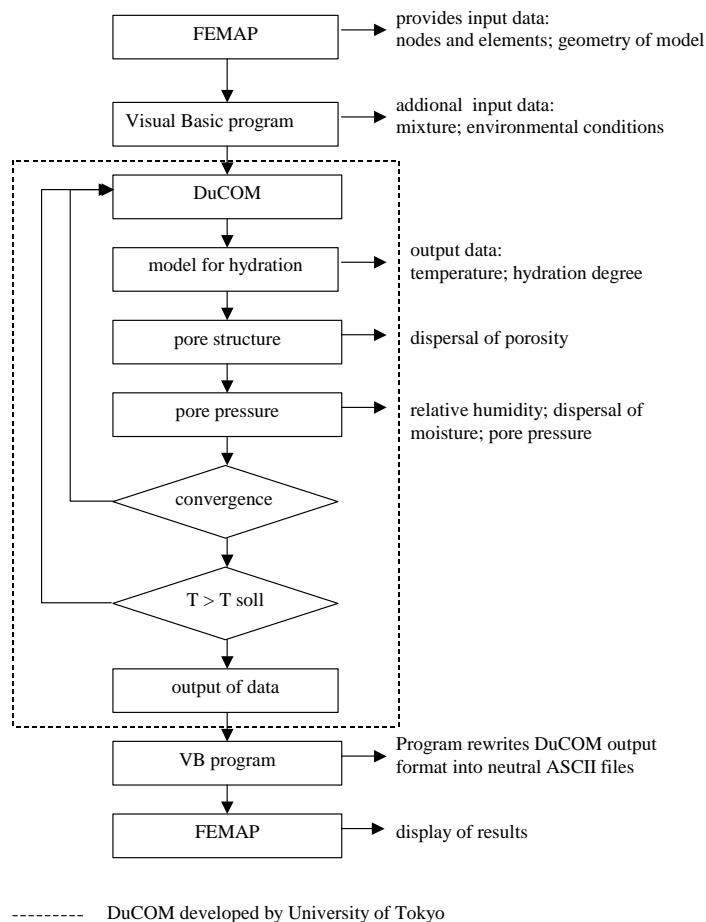 FEMAP
provides input data:
nodes and elements; geometry of model
Visual Basic program
addional input data:
mixture; environmental conditions
DuCOM
model for hydration
output data:
temperature; hydration degree
pore structure
dispersal of porosity
pore pressure
relative humidity; dispersal of
moisture; pore pressure
convergence
T > T soll
output of data
VB program
Program rewrites DuCOM output
format into neutral ASCII files
FEMAP
display of results
DuCOM developed by University of Tokyo